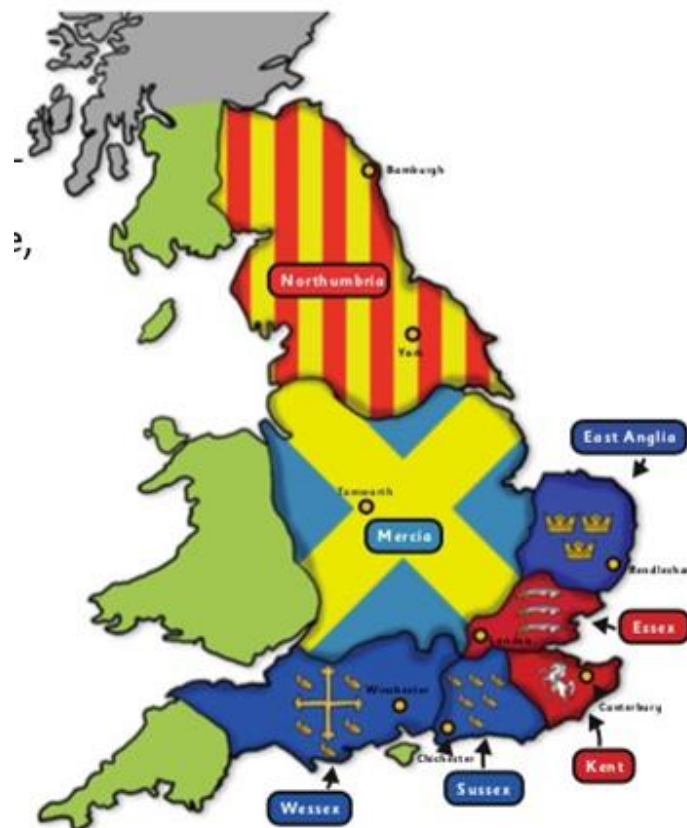 e,
Bamburgh
Northumbria
York
East Anglia
Tamworth
Mercia
Rendlesha
Essex
London
Winchester
Canterbury
Chichester
Kent
Sussex
Wessex